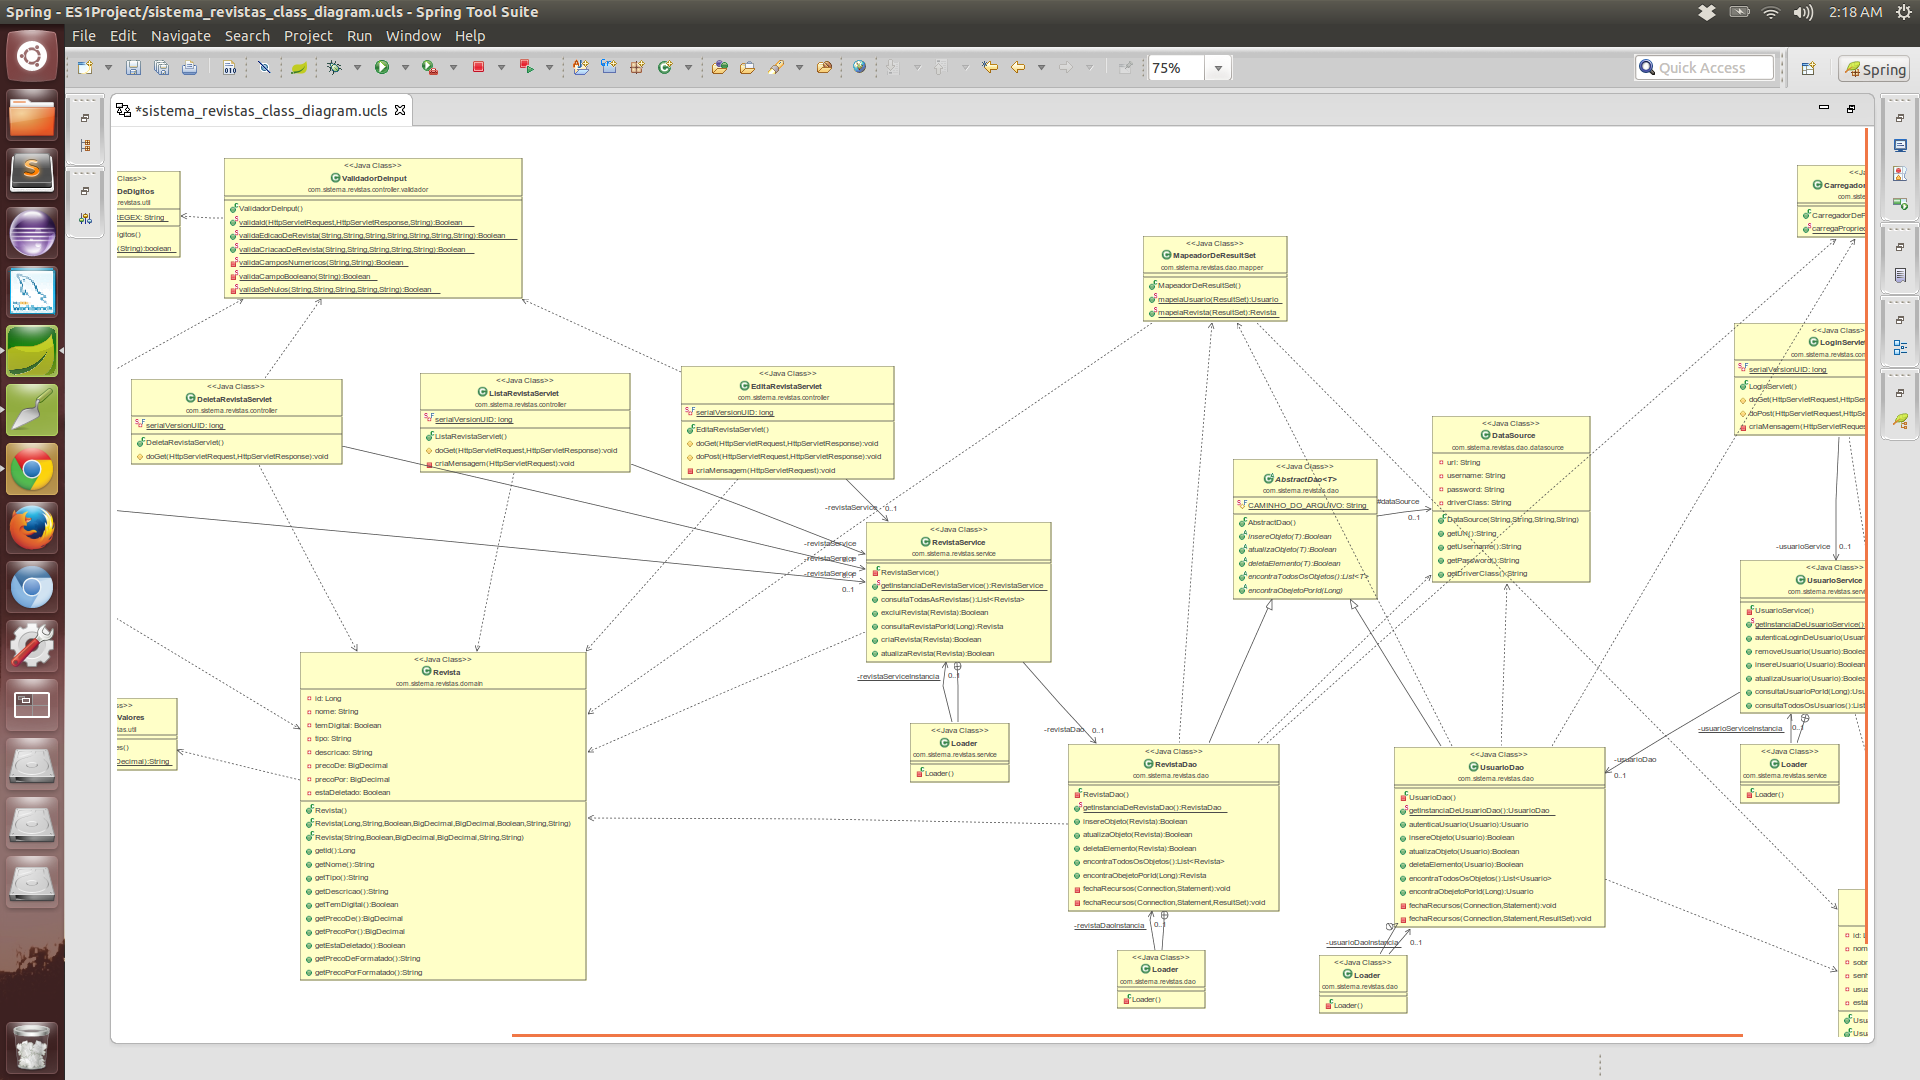 Spring - ES1Project/sistema_revistas_class_diagram.ucls - Spring Tool Suite
2:18 AM
File Edit Navigate Search Project Run Window Help
75%
Quick Access
Spring
*sistema_revistas_class_diagram.ucls
Class>>
DeDigitos
revistas.util
REGEX: String
igitos()
(String):boolean
<<Java Class>>
ValidadorDeInput
com.sistema.revistas.controller.validador
ValidadorDeInput()
validaId(HttpServletRequest,HttpServletResponse,String):Boolean
validaEdicaoDeRevista(String,String,String,String,String,String,String):Boolean
validaCriacaoDeRevista(String,String,String,String,String):Boolean
validaCamposNumericos(String,String):Boolean
validaCampoBooleano(String):Boolean
validaSeNulos(String,String,String,String,String):Boolean
<<Java Class>>
DeletaRevistaServlet
com.sistema.revistas.controller
serialVersionUID: long
DeletaRevistaServlet()
doGet(HttpServletRequest,HttpServletResponse):void
<<Java Class>>
ListaRevistaServlet
com.sistema.revistas.controller
serialVersionUID: long
ListaRevistaServlet()
doGet(HttpServletRequest,HttpServletResponse):void
criaMensagem(HttpServletRequest):void
<<Java Class>>
EditaRevistaServlet
com.sistema.revistas.controller
serialVersionUID: long
EditaRevistaServlet()
doGet(HttpServletRequest,HttpServletResponse):void
doPost(HttpServletRequest,HttpServletResponse):void
criaMensagem(HttpServletRequest):void
<<Java Class>>
MapeadorDeResultSet
com.sistema.revistas.dao.mapper
MapeadorDeResultSet()
mapeiaUsuario(ResultSet):Usuario
mapeiaRevista(ResultSet):Revista
<<Java Class>>
AbstractDao<T>
com.sistema.revistas.dao
CAMINHO_DO_ARQUIVO: String
AbstractDao()
insereObjeto(T):Boolean
atualizaObjeto(T):Boolean
deletaElemento(T):Boolean
encontraTodosOsObjetos():List<T>
encontraObejetoPorId(Long)
#dataSource
0..1
<<Java Class>>
DataSource
com.sistema.revistas.dao.datasource
url: String
username: String
password: String
driverClass: String
DataSource(String,String,String,String)
getUrl():String
getUsername():String
getPassword():String
getDriverClass():String
<<Ja
Carregador
com.siste
CarregadorDeP
carregaProprie
<<Java Class
LoginServlet
com.sistema.revistas.con
serialVersionUID: long
LoginServlet()
doGet(HttpServletRequest,HttpS
doPost(HttpServletRequest,HttpS
criaMensagem(HttpServletReque
-revistaService 0..1
-revistaService
-revistaService
-revistaService
0..1
<<Java Class>>
RevistaService
com.sistema.revistas.service
RevistaService()
getInstanciaDeRevistaService():RevistaService
consultaTodasAsRevistas():List<Revista>
excluiRevista(Revista):Boolean
consultaRevistaPorId(Long):Revista
criaRevista(Revista):Boolean
atualizaRevista(Revista):Boolean
-revistaServiceInstancia 0..1
<<Java Class>>
Loader
com.sistema.revistas.service
Loader()
-usuarioService 0..1
<<Java Class>>
UsuarioService
com.sistema.revistas.servi
UsuarioService()
getInstanciaDeUsuarioService()
autenticaLoginDeUsuario(Usuar
removeUsuario(Usuario):Boolea
insereUsuario(Usuario):Boolea
atualizaUsuario(Usuario):Boolea
consultaUsuarioPorId(Long):Usu
consultaTodosOsUsuarios():List
-usuarioServiceInstancia 0..1
<<Java Class>>
Loader
com.sistema.revistas.service
Loader()
ss>>
Valores
tas.util
es()
Decimal):String
<<Java Class>>
Revista
com.sistema.revistas.domain
id: Long
nome: String
temDigital: Boolean
tipo: String
descricao: String
precoDe: BigDecimal
precoPor: BigDecimal
estaDeletado: Boolean
Revista()
Revista(Long,String,Boolean,BigDecimal,BigDecimal,Boolean,String,String)
Revista(String,Boolean,BigDecimal,BigDecimal,String,String)
getId():Long
getNome():String
getTipo():String
getDescricao():String
getTemDigital():Boolean
getPrecoDe():BigDecimal
getPrecoPor():BigDecimal
getEstaDeletado():Boolean
getPrecoDeFormatado():String
getPrecoPorFormatado():String
-revistaDao 0..1
<<Java Class>>
RevistaDao
com.sistema.revistas.dao
RevistaDao()
getInstanciaDeRevistaDao():RevistaDao
insereObjeto(Revista):Boolean
atualizaObjeto(Revista):Boolean
deletaElemento(Revista):Boolean
encontraTodosOsObjetos():List<Revista>
encontraObejetoPorId(Long):Revista
fechaRecursos(Connection,Statement):void
fechaRecursos(Connection,Statement,ResultSet):void
-revistaDaoInstancia 0..1
<<Java Class>>
Loader
com.sistema.revistas.dao
Loader()
-usuarioDao
0..1
<<Java Class>>
UsuarioDao
com.sistema.revistas.dao
UsuarioDao()
getInstanciaDeUsuarioDao():UsuarioDao
autenticaUsuario(Usuario):Usuario
insereObjeto(Usuario):Boolean
atualizaObjeto(Usuario):Boolean
deletaElemento(Usuario):Boolean
encontraTodosOsObjetos():List<Usuario>
encontraObejetoPorId(Long):Usuario
fechaRecursos(Connection,Statement):void
fechaRecursos(Connection,Statement,ResultSet):void
-usuarioDaoInstancia 0..1
<<Java Class>>
Loader
com.sistema.revistas.dao
Loader()
id: L
nom
sobr
senh
usua
esta
Usu
Usu